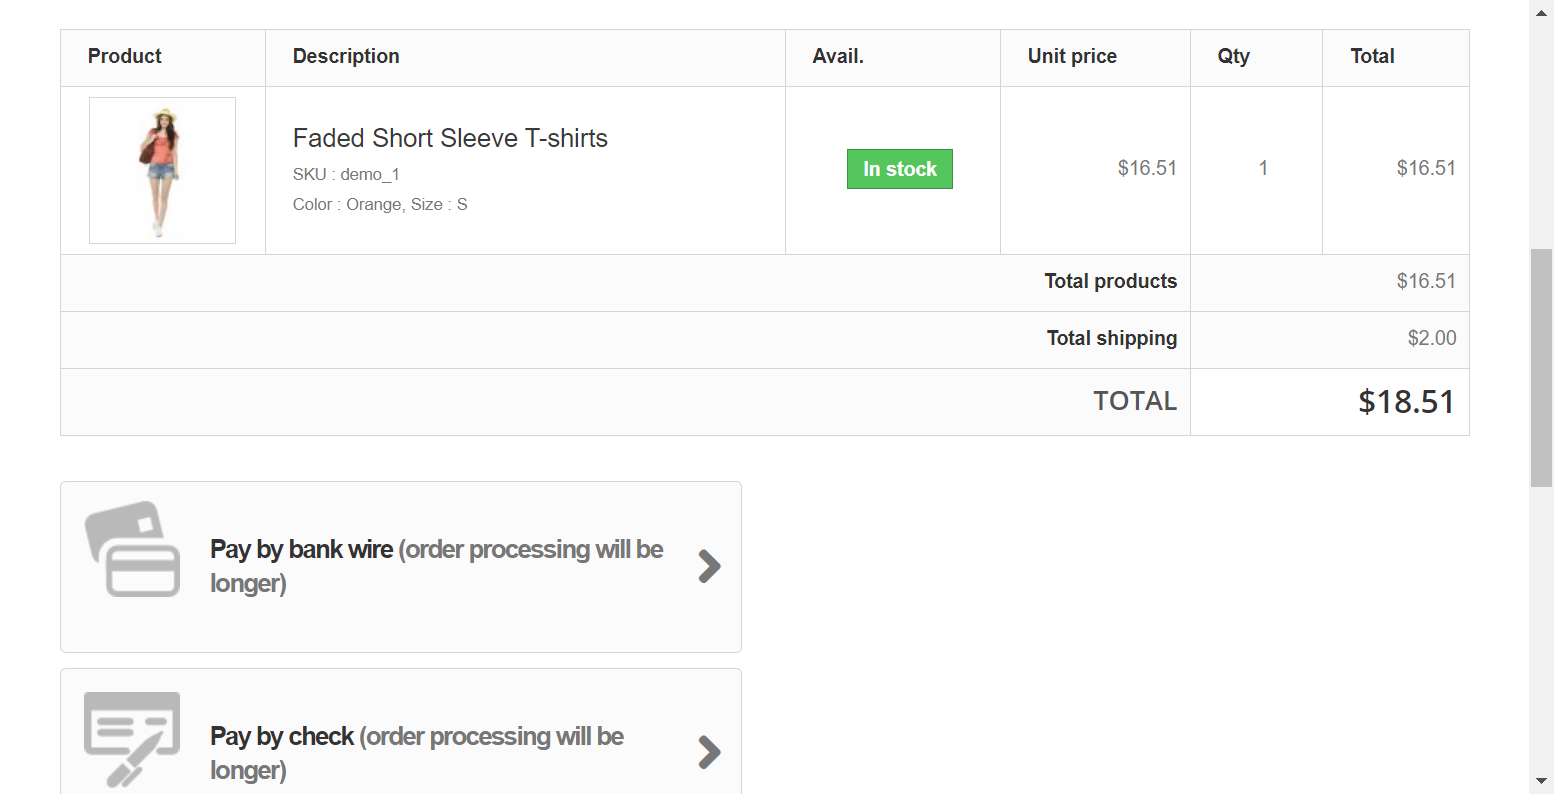 Product Description Avail. Unit price Qty Total
Faded Short Sleeve T-shirts
SKU : demo_1
Color : Orange, Size : S
In stock $16.51 1 $16.51
Total products $16.51
Total shipping $2.00
TOTAL $18.51
Pay by bank wire (order processing will be
longer)
Pay by check (order processing will be
longer)